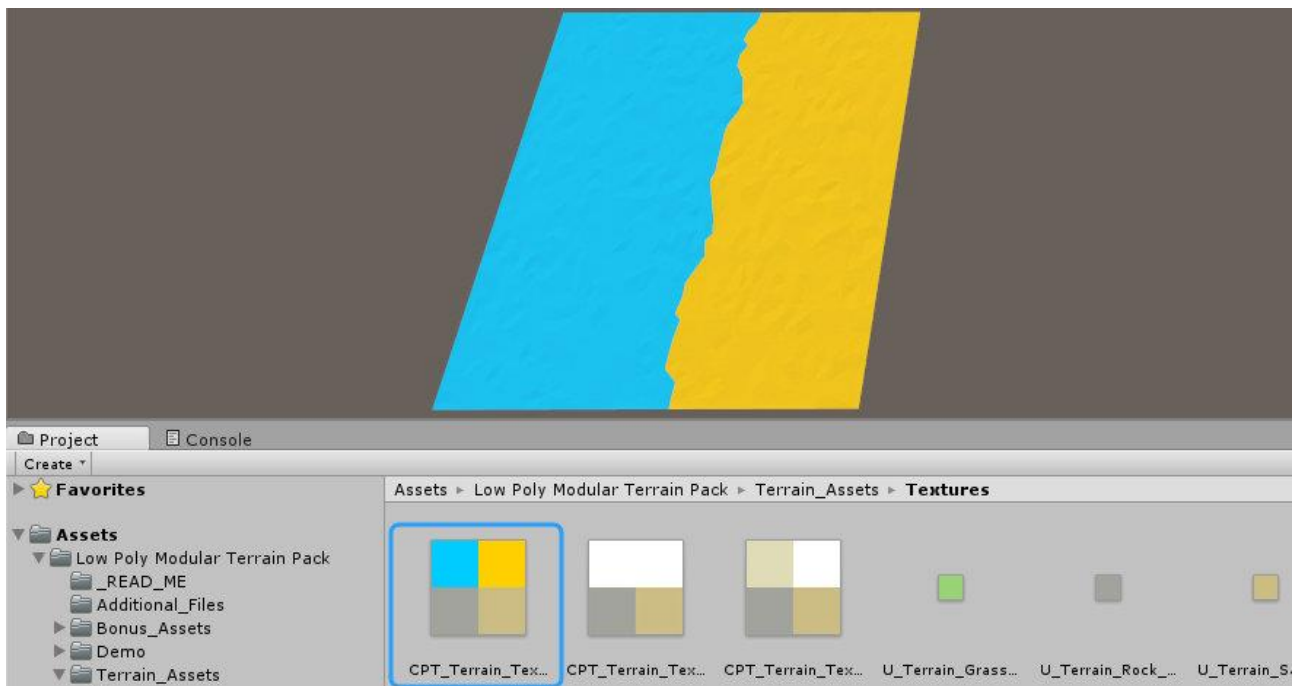 Project
Console
Create
Favorites
Assets ▸ Low Poly Modular Terrain Pack ▸ Terrain_Assets ▸ Textures
Assets
Low Poly Modular Terrain Pack
_READ_ME
Additional_Files
Bonus_Assets
Demo
Terrain_Assets
CPT_Terrain_Tex... CPT_Terrain_Tex... CPT_Terrain_Tex... U_Terrain_Grass... U_Terrain_Rock_... U_Terrain_S